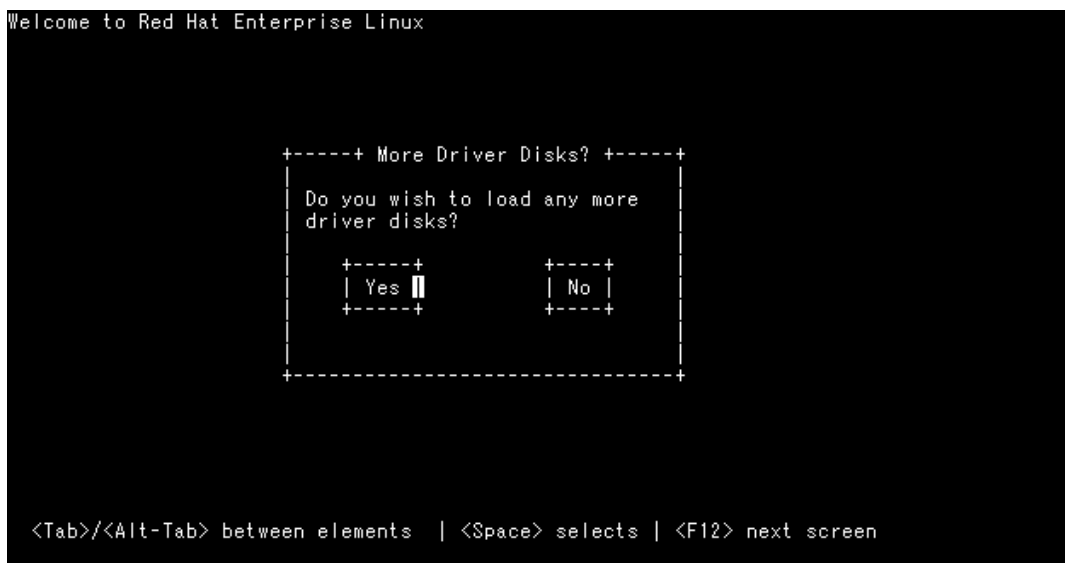 Welcome to Red Hat Enterprise Linux
More Driver Disks?
Do you wish to load any more
driver disks?
Yes
No
<Tab>/<Alt-Tab> between elements | <Space> selects | <F12> next screen